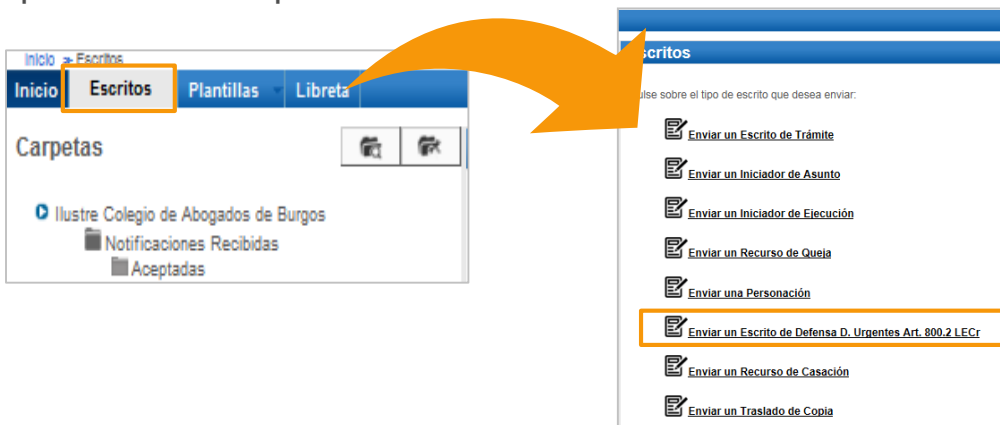 Inicio Escritos
Inicio Escritos Plantillas Libreta
Carpetas
Ilustre Colegio de Abogados de Burgos
Notificaciones Recibidas
Aceptadas
critos
lse sobre el tipo de escrito que desea enviar:
Enviar un Escrito de Trámite
Enviar un Iniciador de Asunto
Enviar un Iniciador de Ejecución
Enviar un Recurso de Queja
Enviar una Personación
Enviar un Escrito de Defensa D. Urgentes Art. 800.2 LECr
Enviar un Recurso de Casación
Enviar un Traslado de Copia